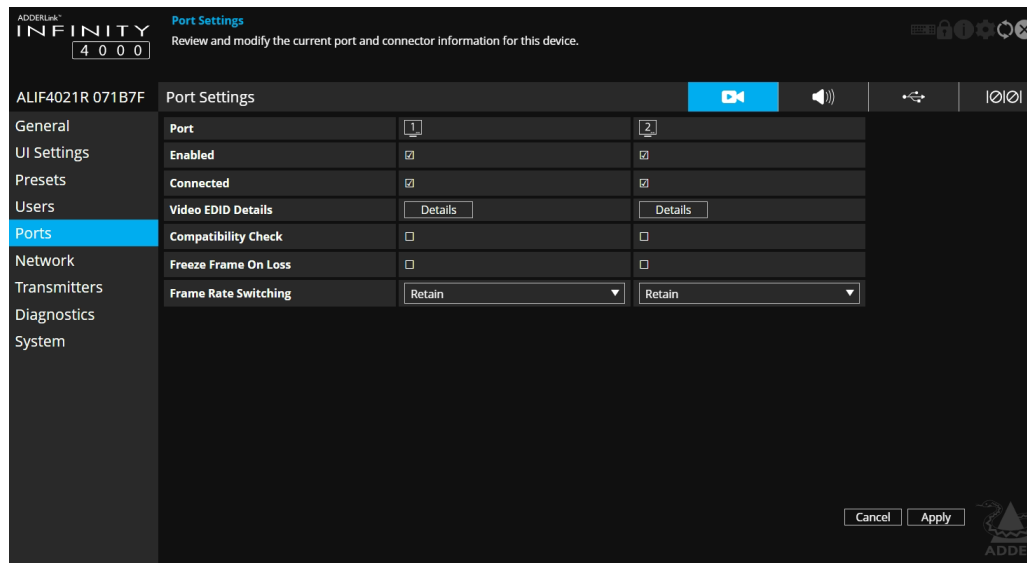 ADDERLink™
INFINITY
4000
Port Settings
Review and modify the current port and connector information for this device.
ALIF4021R 071B7F
Port Settings
General
UI Settings
Presets
Users
Ports
Network
Transmitters
Diagnostics
System
Port 1 2
Enabled
Connected
Video EDID Details Details Details
Compatibility Check
Freeze Frame On Loss
Frame Rate Switching Retain Retain
Cancel Apply
ADDE